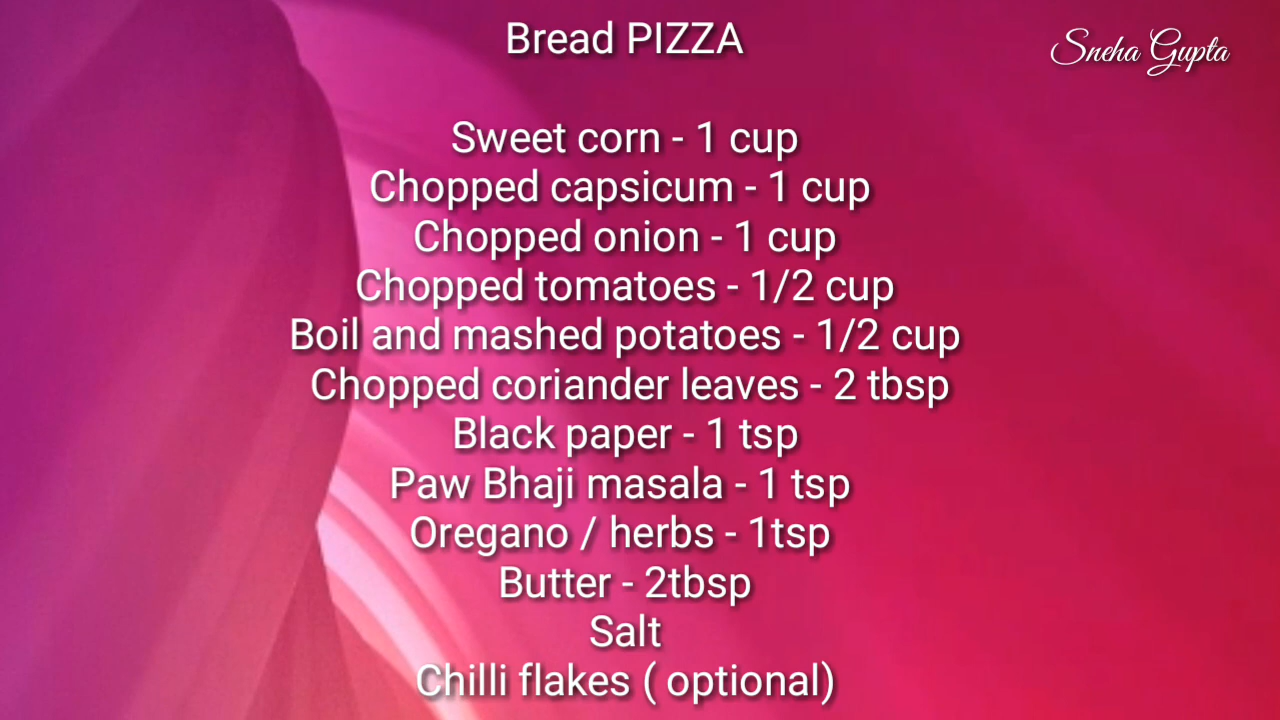 Bread PIZZA
Sneha Gupta
Sweet corn - 1 cup
Chopped capsicum - 1 cup
Chopped onion - 1 cup
Chopped tomatoes - 1/2 cup
Boil and mashed potatoes - 1/2 cup
Chopped coriander leaves - 2 tbsp
Black paper - 1 tsp
Paw Bhaji masala - 1 tsp
Oregano / herbs - 1tsp
Butter - 2tbsp
Salt
Chilli flakes ( optional)